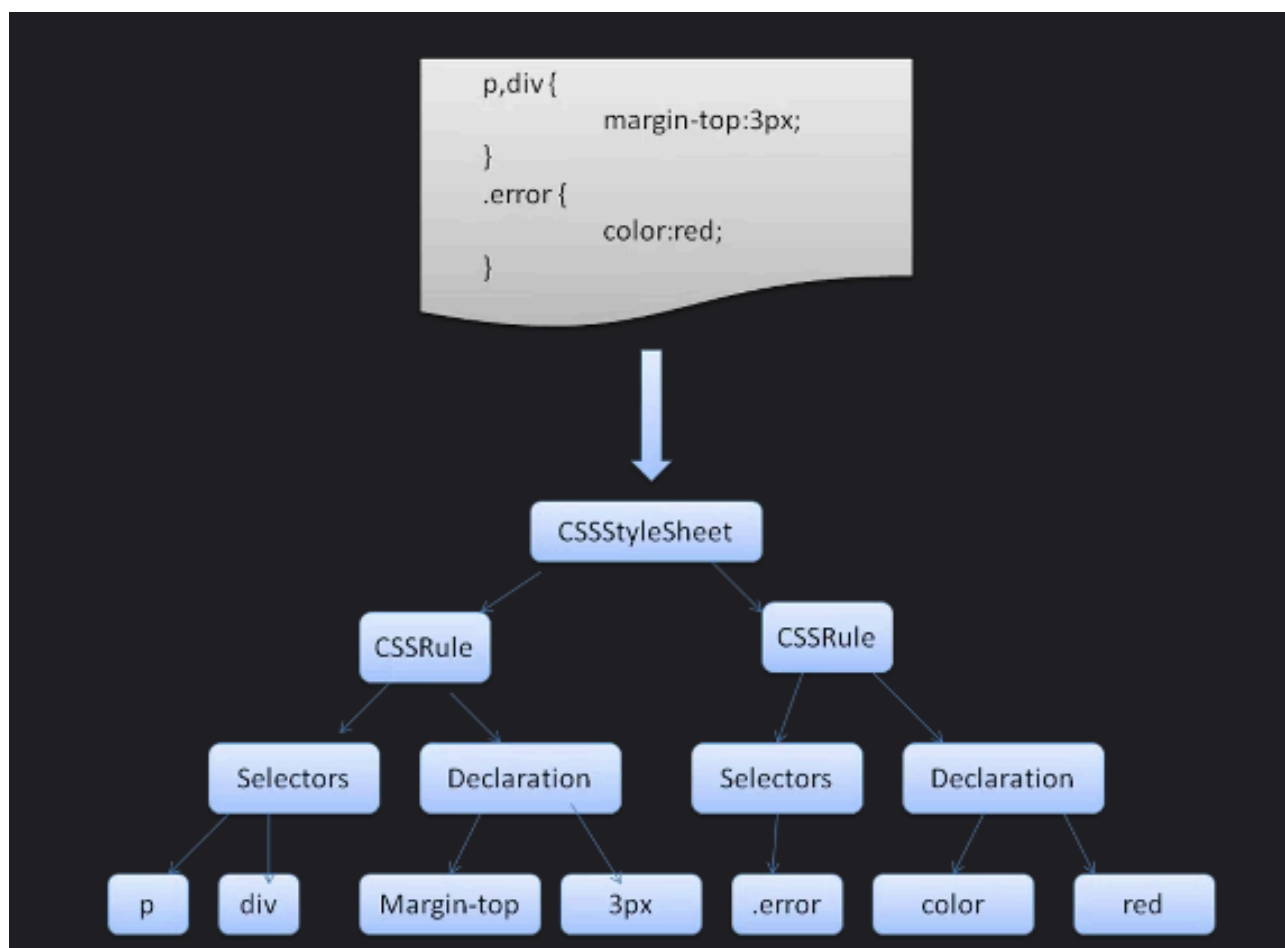 p,div {
margin-top:3px;
}
.error {
color:red;
}
CSSStyleSheet
CSSRule
CSSRule
Selectors
Declaration
Selectors
Declaration
p
div
Margin-top
3px
.error
color
red